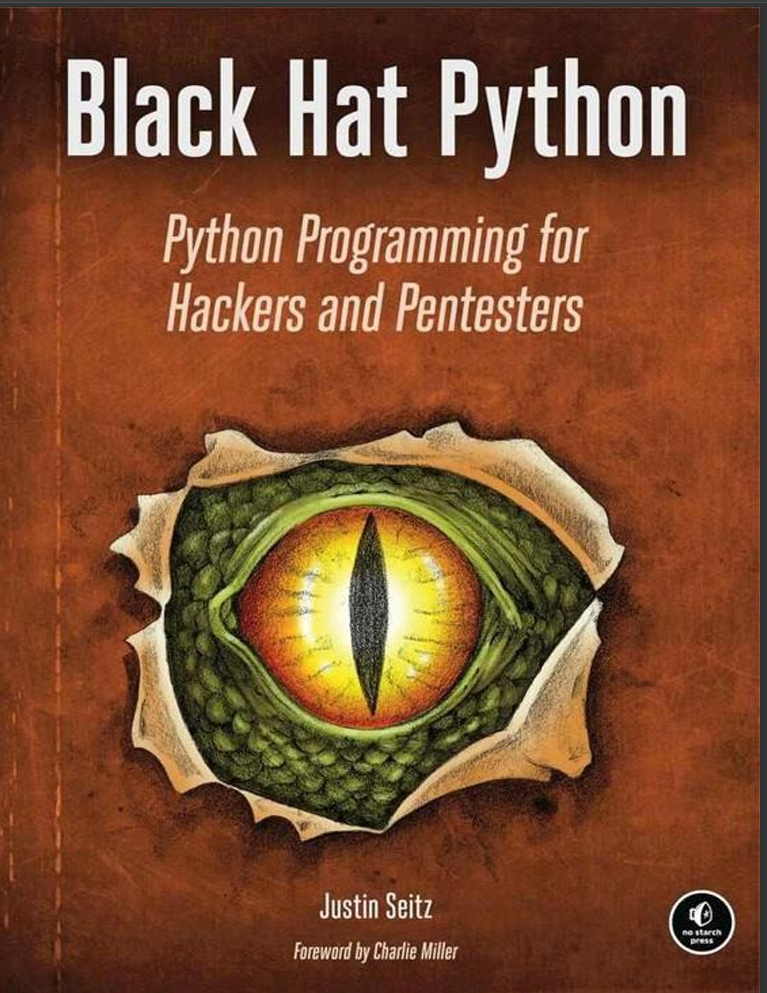 Black Hat Python
Python Programming for
Hackers and Pentesters
Justin Seitz
Foreword by Charlie Miller
no starch
press